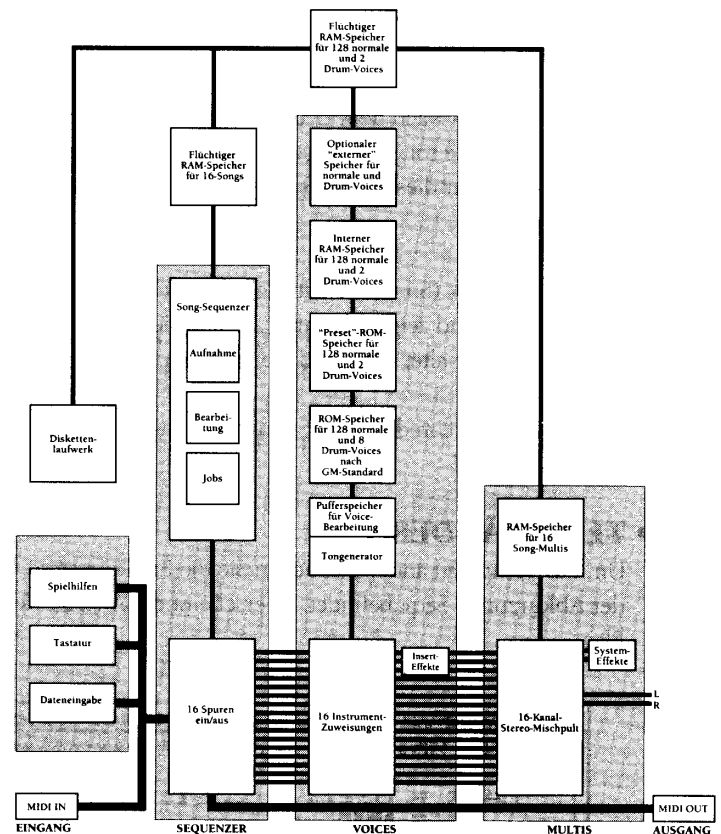 Flüchtiger
RAM-Speicher
für 128 normale
und 2
Drum-Voices
Flüchtiger
RAM-Speicher
für 16-Songs
Optionaler
"externer"
Speicher für
normale und
Drum-Voices
Interner
RAM-Speicher
für 128 normale
und 2
Drum-Voices
Song-Sequenzer
Aufnahme
Bearbei-
tung
Jobs
"Preset"-ROM-
Speicher für
128 normale
und 2
Drum-Voices
Disketten-
laufwerk
ROM-Speicher
für 128 normale
und 8
Drum-Voices
nach
GM-Standard
Pufferspeicher
für Voice-
Bearbeitung
Tongenerator
RAM-Speicher
für 16
Song-Multis
Spielhilfen
Tastatur
Dateneingabe
16 Spuren
ein/aus
16 Instrument-
Zuweisungen
Insert-
Effekte
16-Kanal-
Stereo-Mischpult
System-
Effekte
L
R
MIDI IN
MIDI OUT
EINGANG
SEQUENZER
VOICES
MULTIS
AUSGANG